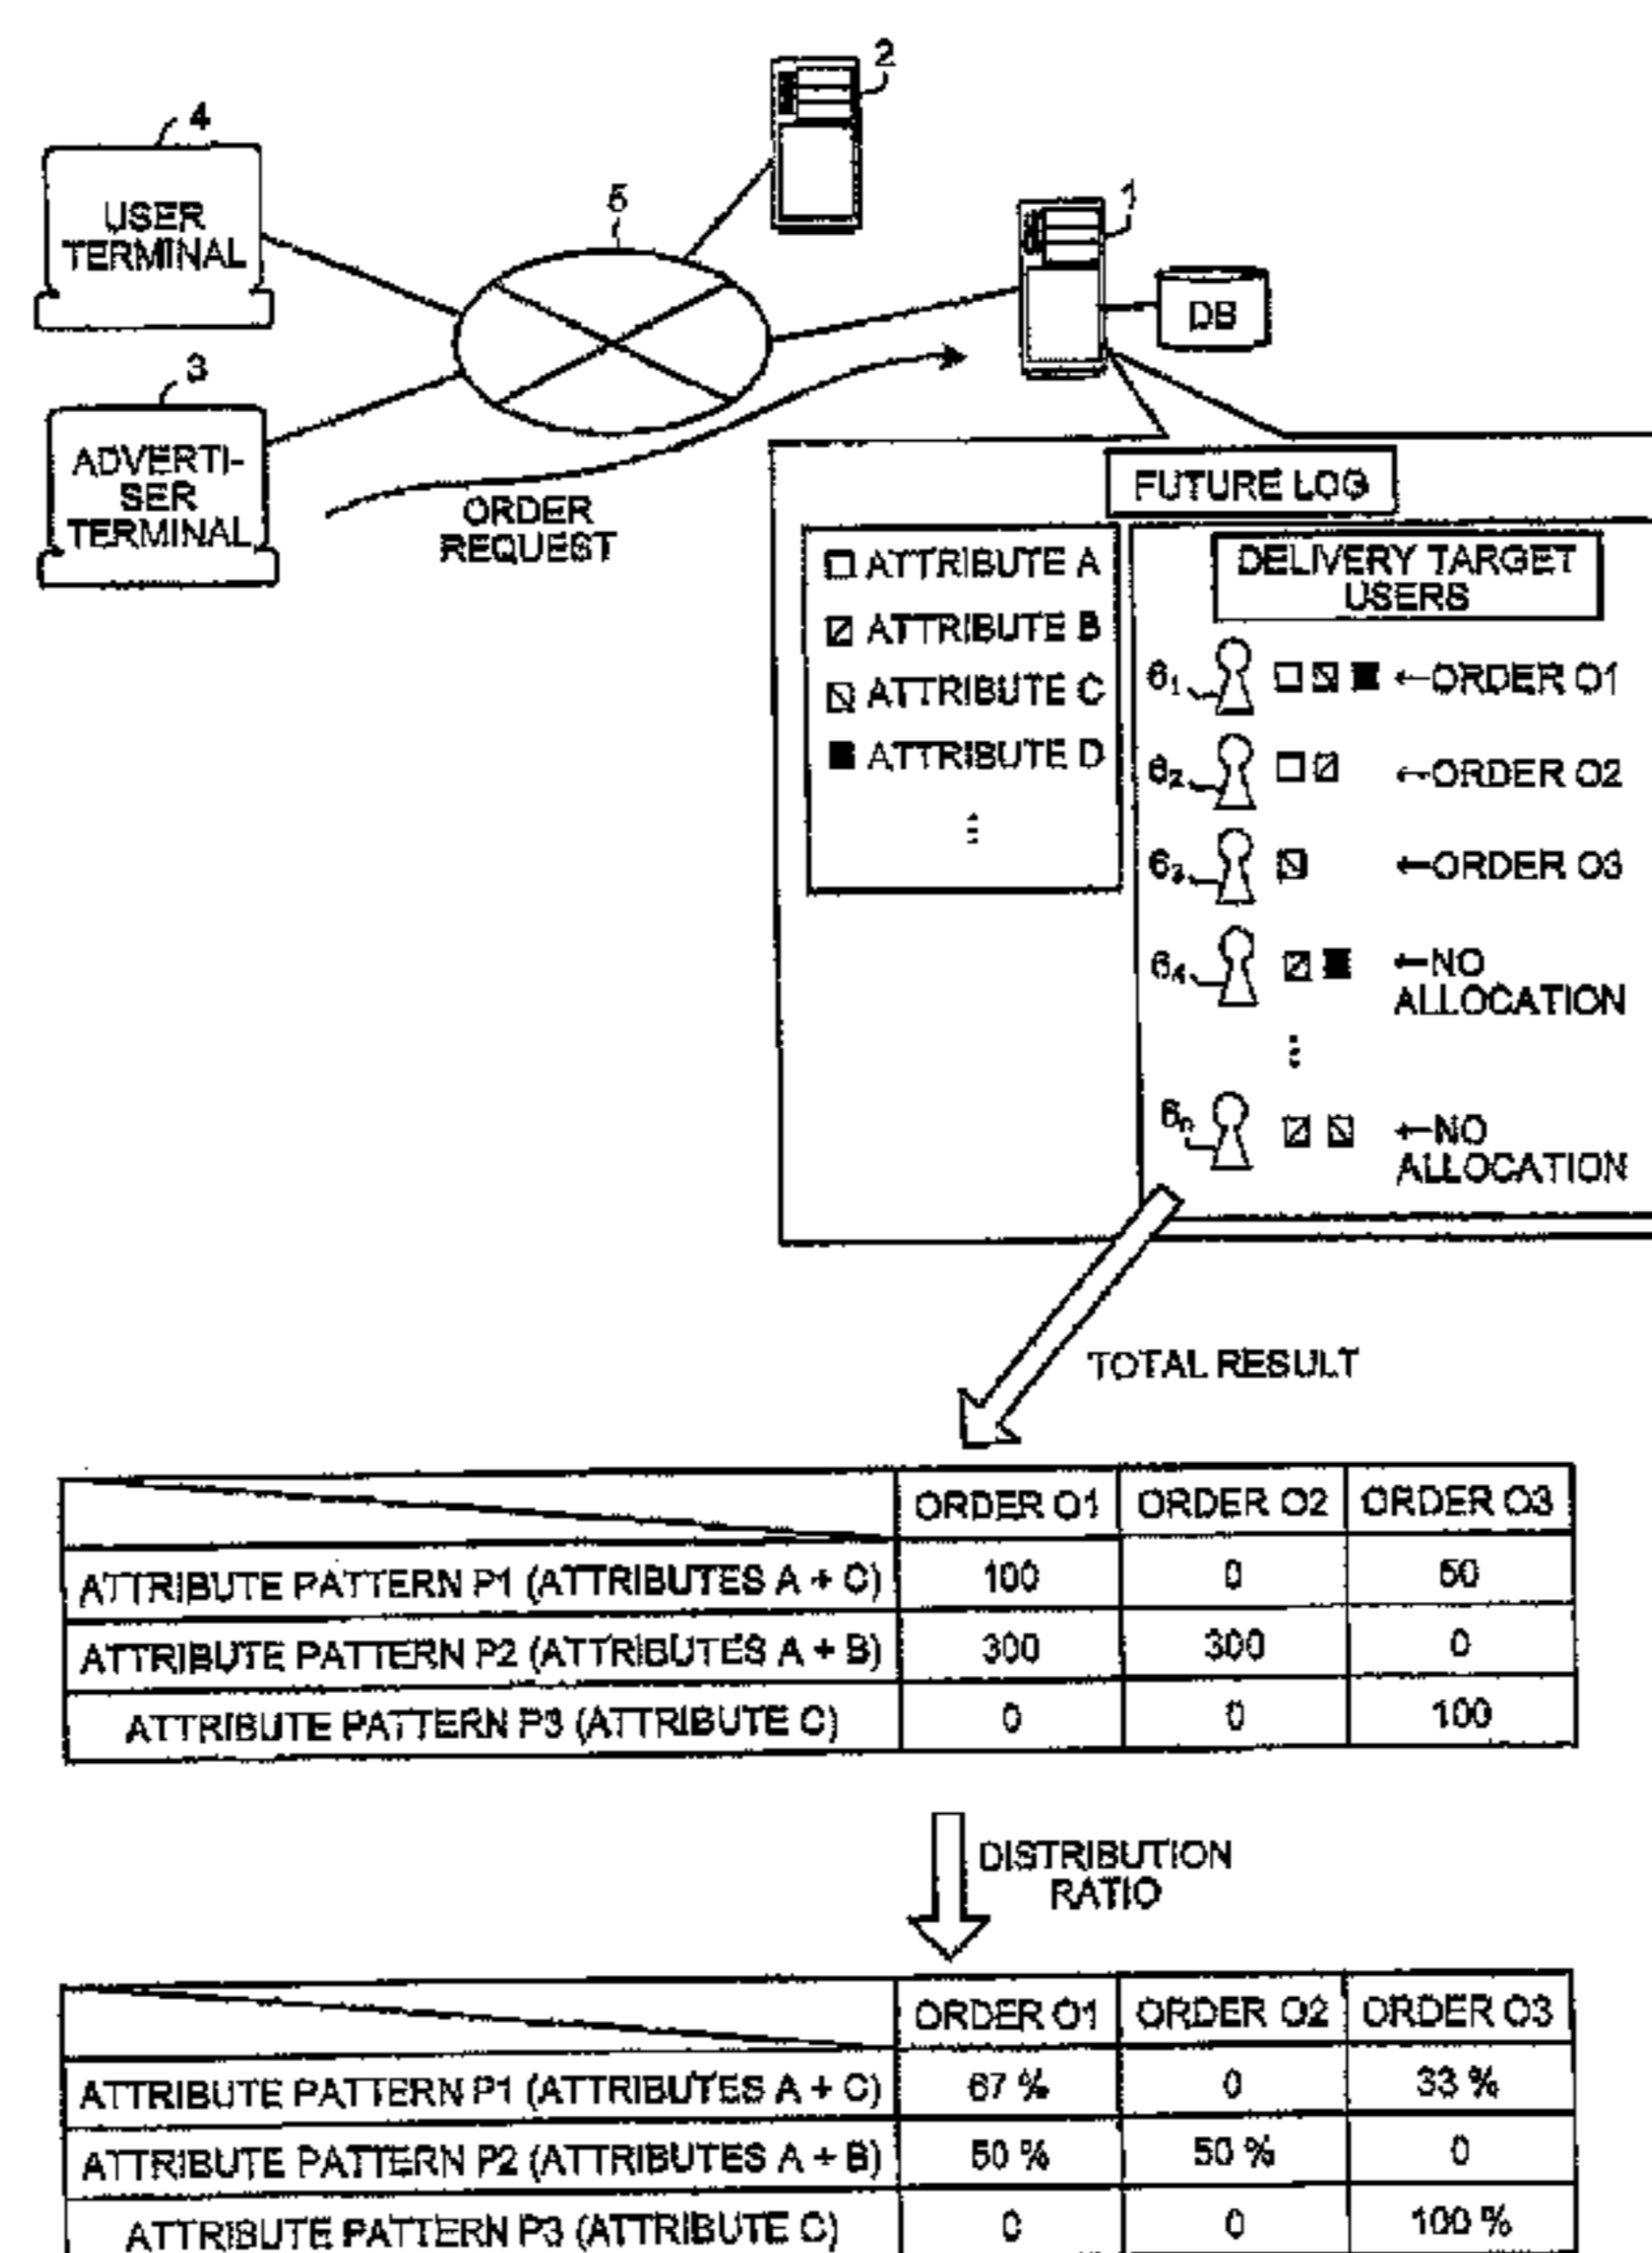 2
4
5
1
USER
TERMINAL
DB
3
ADVERTI-
SER
TERMINAL
ORDER
REQUEST
FUTURE LOG
ATTRIBUTE A
ATTRIBUTE B
ATTRIBUTE C
ATTRIBUTE D
⋮
DELIVERY TARGET
USERS
6₁ ←ORDER O1
6₂ ←ORDER O2
6₃ ←ORDER O3
6₄ ←NO
ALLOCATION
⋮
6ₙ ←NO
ALLOCATION
TOTAL RESULT
ORDER O1 ORDER O2 ORDER O3
ATTRIBUTE PATTERN P1 (ATTRIBUTES A + C) 100 0 50
ATTRIBUTE PATTERN P2 (ATTRIBUTES A + B) 300 300 0
ATTRIBUTE PATTERN P3 (ATTRIBUTE C) 0 0 100
DISTRIBUTION
RATIO
ORDER O1 ORDER O2 ORDER O3
ATTRIBUTE PATTERN P1 (ATTRIBUTES A + C) 67 % 0 33 %
ATTRIBUTE PATTERN P2 (ATTRIBUTES A + B) 50 % 50 % 0
ATTRIBUTE PATTERN P3 (ATTRIBUTE C) 0 0 100 %